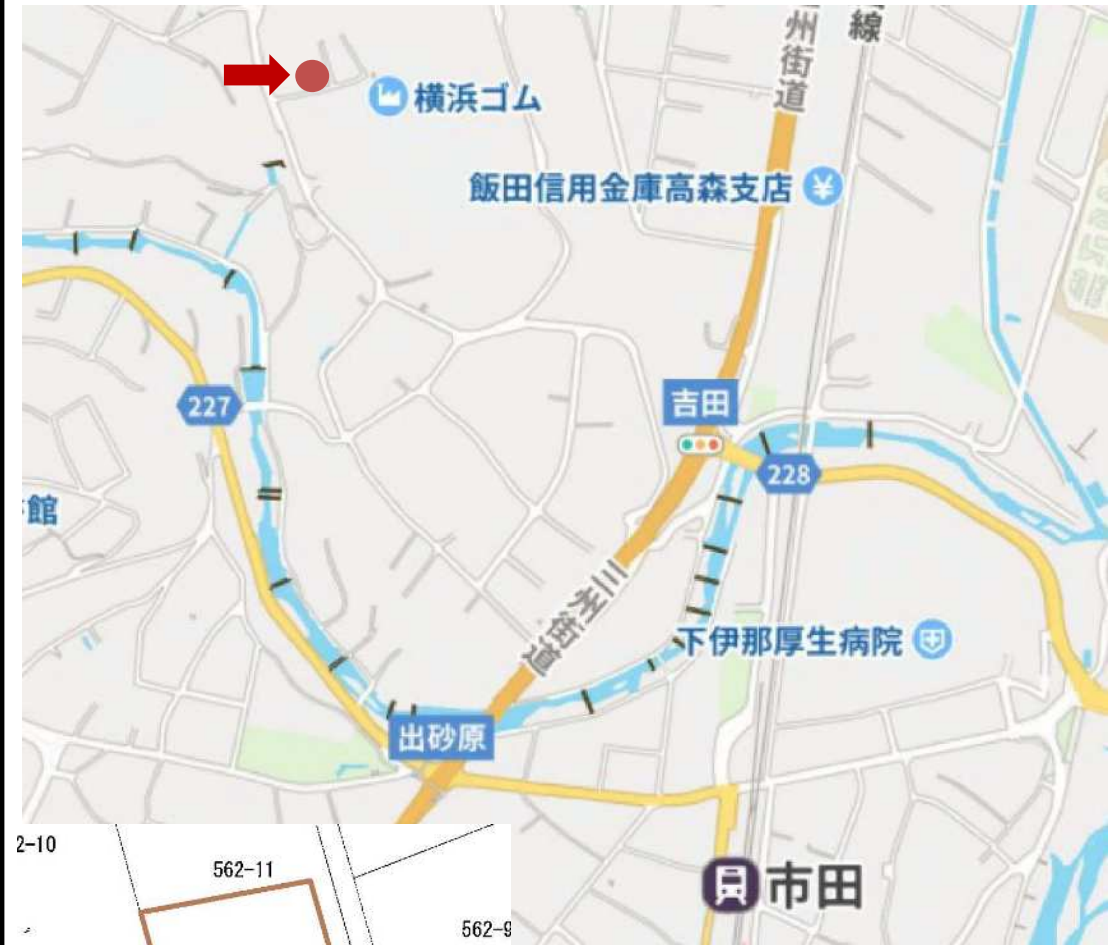 三州街道
線
横浜ゴム
飯田信用金庫高森支店
吉田
227
228
館
三州街道
下伊那厚生病院
出砂原
市田
2-10
562-11
562-9